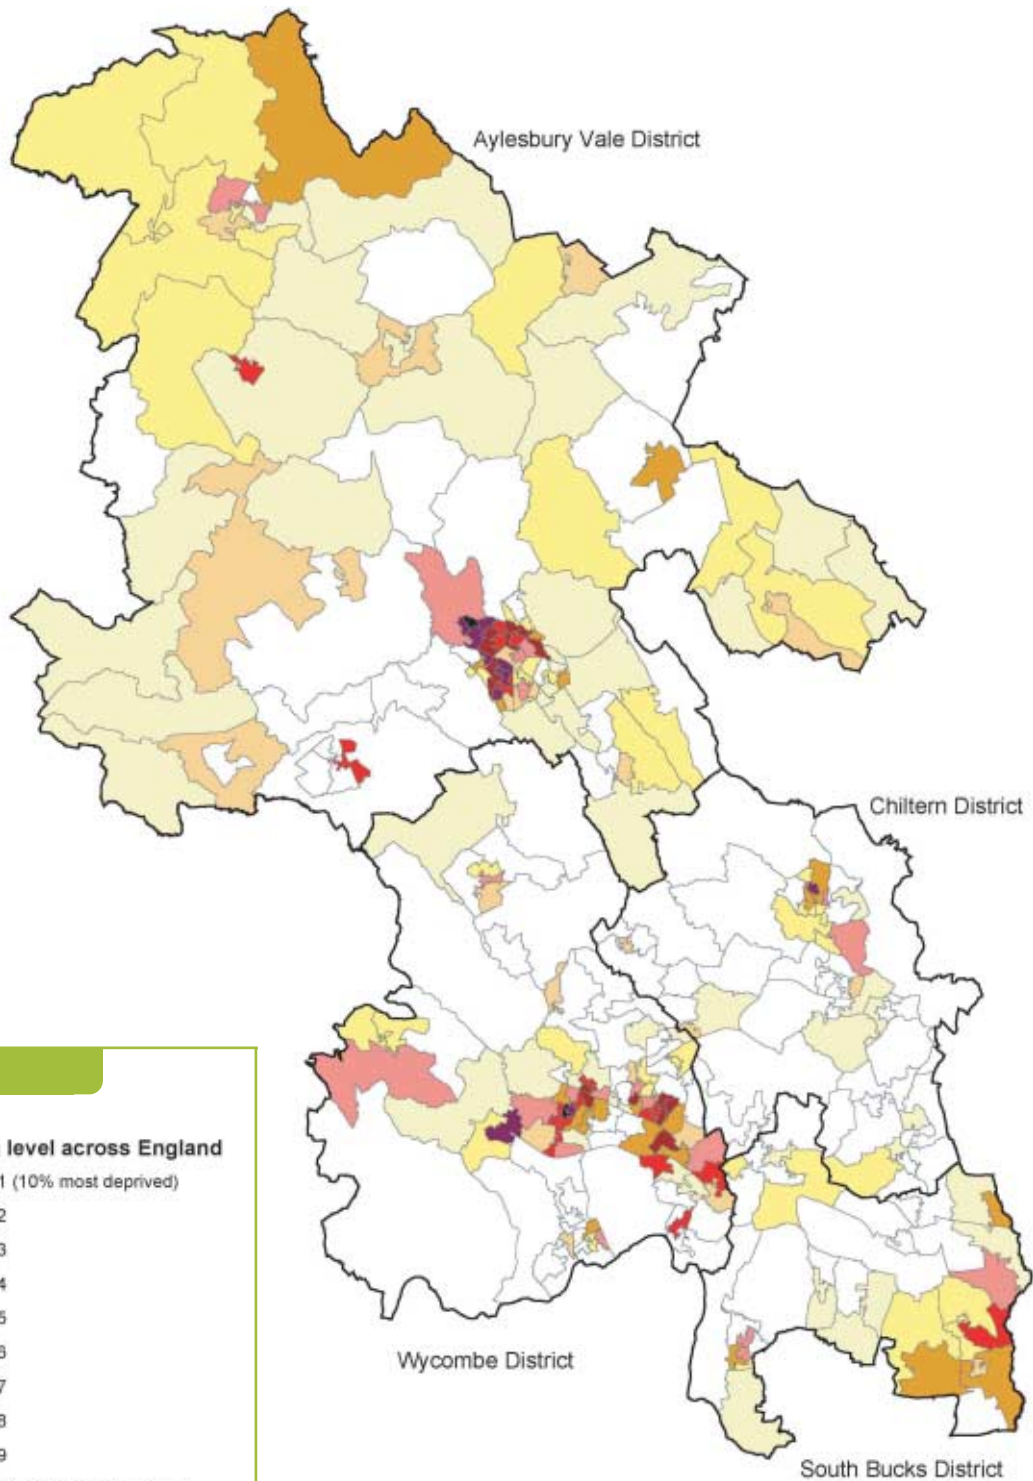 Aylesbury Vale District
Chiltern District
level across England
1 (10% most deprived)
2
3
4
5
6
7
8
9
Wycombe District
South Bucks District